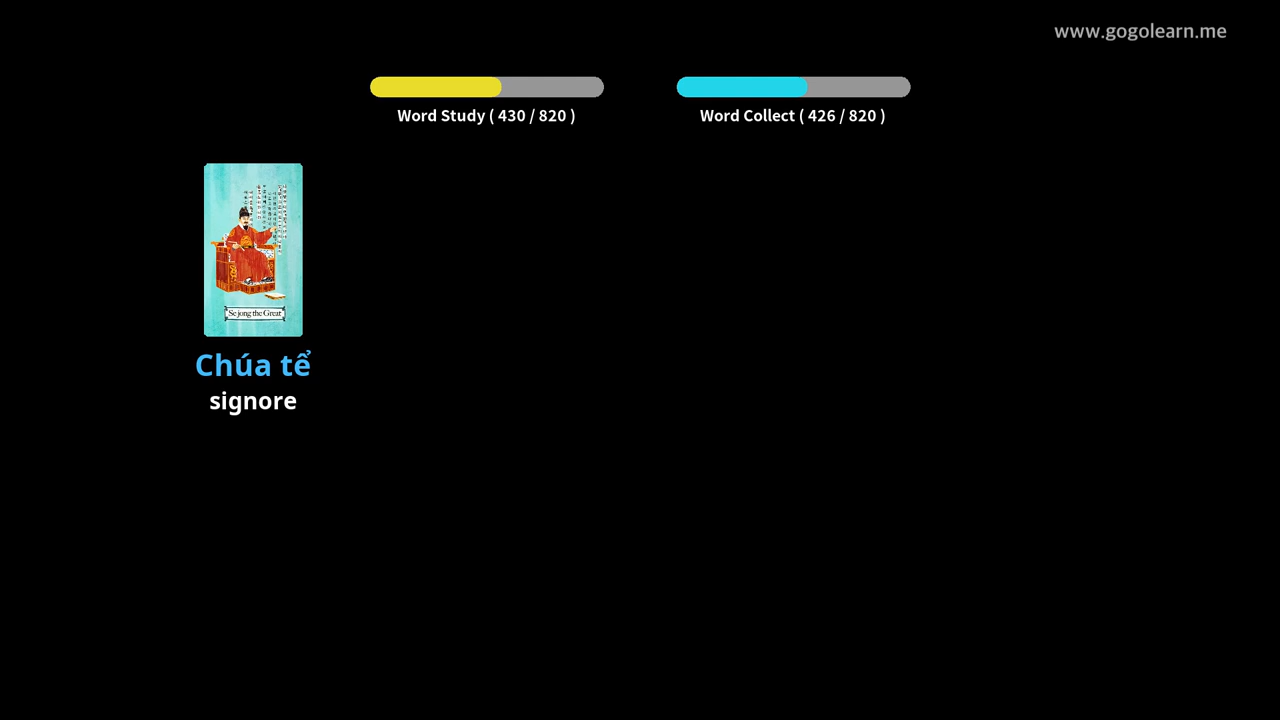 www.gogolearn.me
Word Study ( 430 / 820 )
Word Collect ( 426 / 820 )
Sejong the Great
Chúa tể
signore